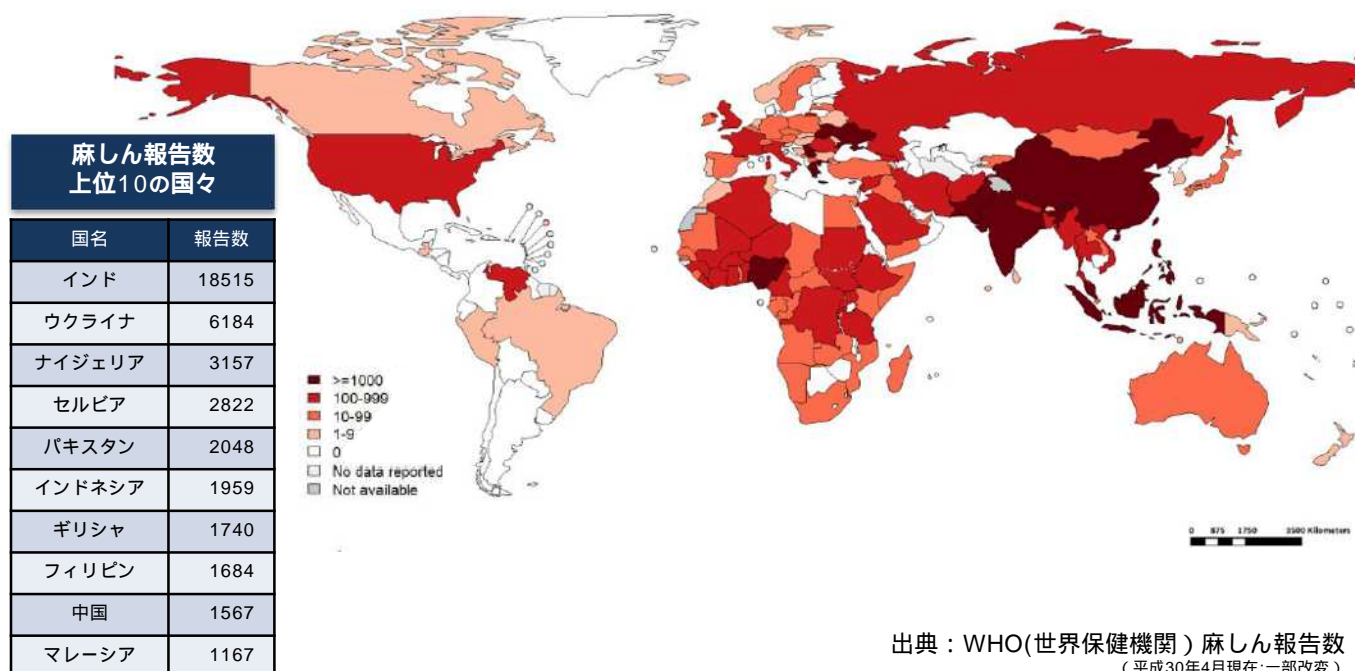 麻しん報告数
上位10の国々
国名 報告数
インド 18515
ウクライナ 6184
ナイジェリア 3157
セルビア 2822
パキスタン 2048
インドネシア 1959
ギリシャ 1740
フィリピン 1684
中国 1567
マレーシア 1167
>=1000
100-999
10-99
1-9
0
No data reported
Not available
0 875 1750 3500 Kilometers
出典：WHO(世界保健機関）麻しん報告数
（平成30年4月現在:一部改変）